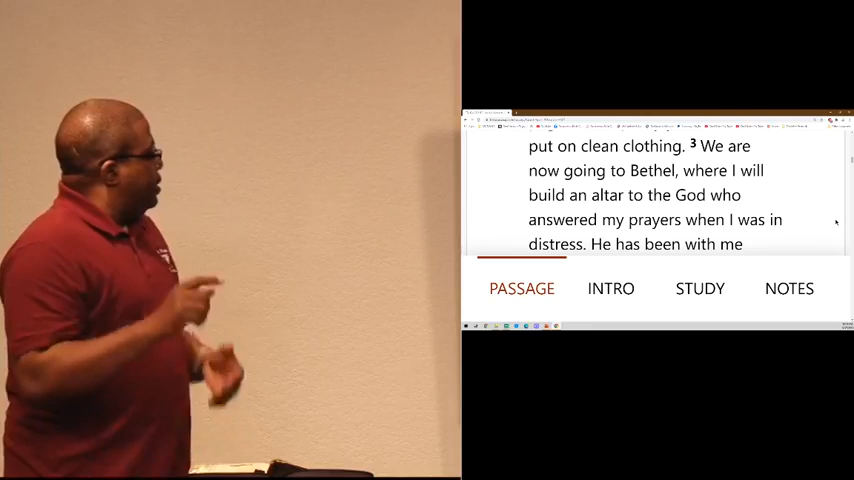 put on clean clothing. 3 We are
now going to Bethel, where I will
build an altar to the God who
answered my prayers when I was in
distress. He has been with me
PASSAGE INTRO STUDY NOTES